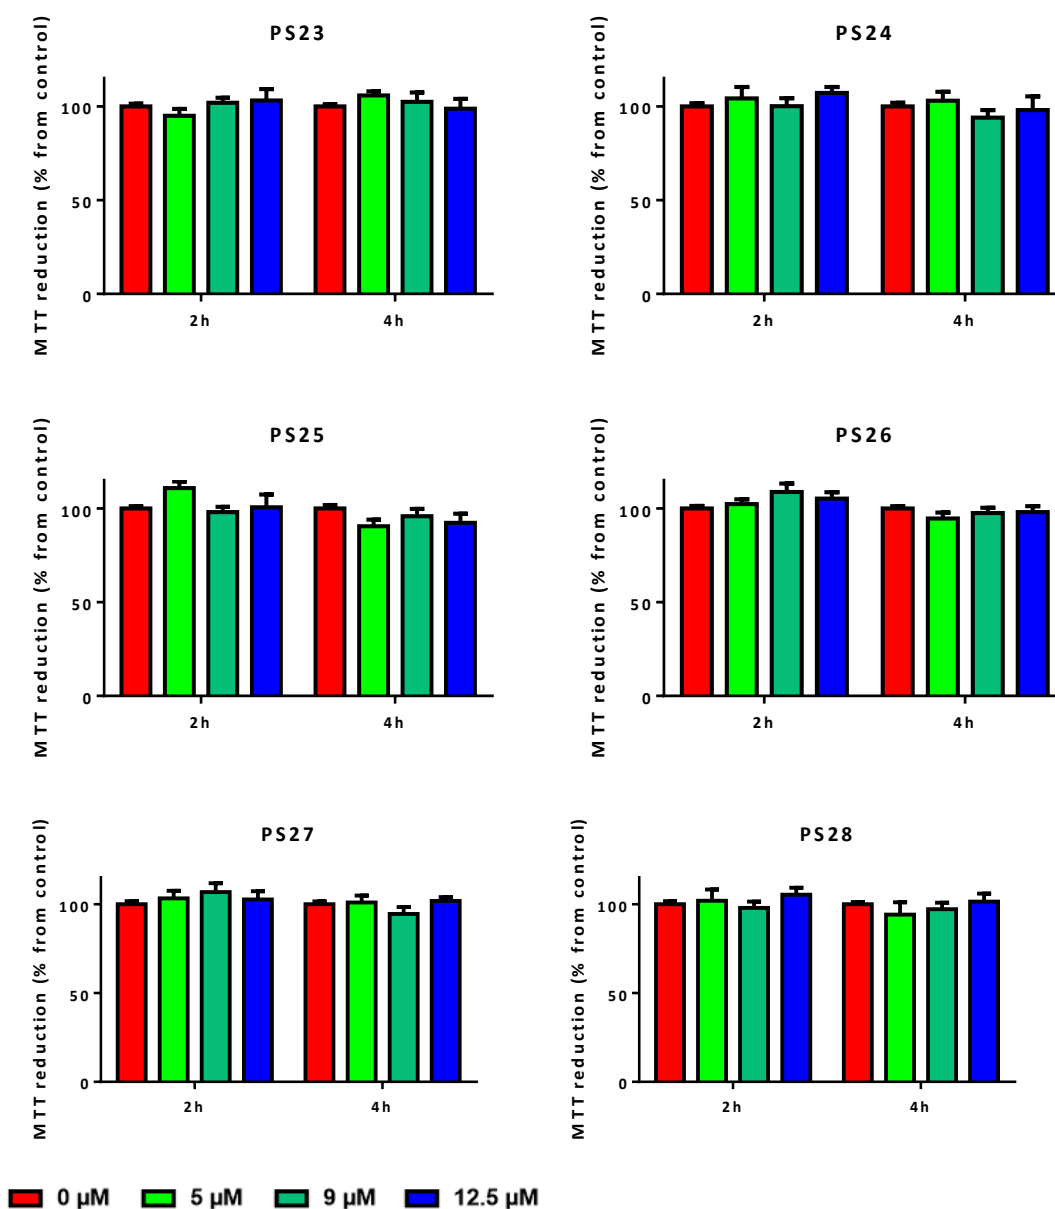 PS23
MTT reduction (% from control)
100
50
0
2h 4h
PS24
MTT reduction (% from control)
100
50
0
2h 4h
PS25
MTT reduction (% from control)
100
50
0
2h 4h
PS26
MTT reduction (% from control)
100
50
0
2h 4h
PS27
MTT reduction (% from control)
100
50
0
2h 4h
PS28
MTT reduction (% from control)
100
50
0
2h 4h
0 µM 5 µM 9 µM 12.5 µM